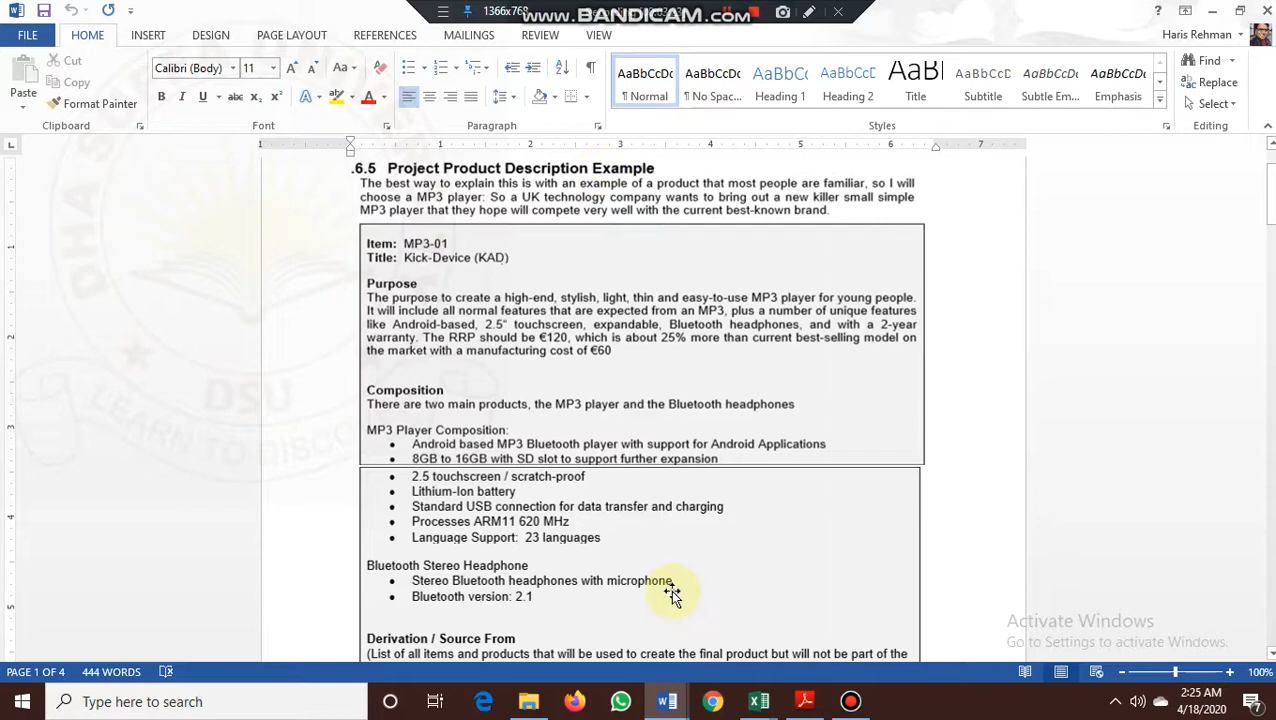 1366x768
www.BANDICAM.com
FILE HOME INSERT DESIGN PAGE LAYOUT REFERENCES MAILINGS REVIEW VIEW Haris Rehman
Cut
Copy
Format Painter
Paste
Clipboard
Calibri (Body) 11
Font
Paragraph
AaBbCcDc AaBbCcDc AaBbCc AaBbCcC AaBl AaBbCcD AaBbCcDc AaBbCcDc
¶ Normal ¶ No Spac... Heading 1 Heading 2 Title Subtitle Subtle Em... Emphasis
Styles
Find
Replace
Select
Editing
1 1 2 3 4 5 6 7
.6.5 Project Product Description Example
The best way to explain this is with an example of a product that most people are familiar, so I will
choose a MP3 player: So a UK technology company wants to bring out a new killer small simple
MP3 player that they hope will compete very well with the current best-known brand.
Item: MP3-01
Title: Kick-Device (KAD)
Purpose
The purpose to create a high-end, stylish, light, thin and easy-to-use MP3 player for young people.
It will include all normal features that are expected from an MP3, plus a number of unique features
like Android-based, 2.5“ touchscreen, expandable, Bluetooth headphones, and with a 2-year
warranty. The RRP should be €120, which is about 25% more than current best-selling model on
the market with a manufacturing cost of €60
Composition
There are two main products, the MP3 player and the Bluetooth headphones
MP3 Player Composition:
• Android based MP3 Bluetooth player with support for Android Applications
• 8GB to 16GB with SD slot to support further expansion
• 2.5 touchscreen / scratch-proof
• Lithium-Ion battery
• Standard USB connection for data transfer and charging
• Processes ARM11 620 MHz
• Language Support: 23 languages
Bluetooth Stereo Headphone
• Stereo Bluetooth headphones with microphone
• Bluetooth version: 2.1
Derivation / Source From
(List of all items and products that will be used to create the final product but will not be part of the
Activate Windows
Go to Settings to activate Windows.
PAGE 1 OF 4 444 WORDS 100%
Type here to search
2:25 AM
4/18/2020
7